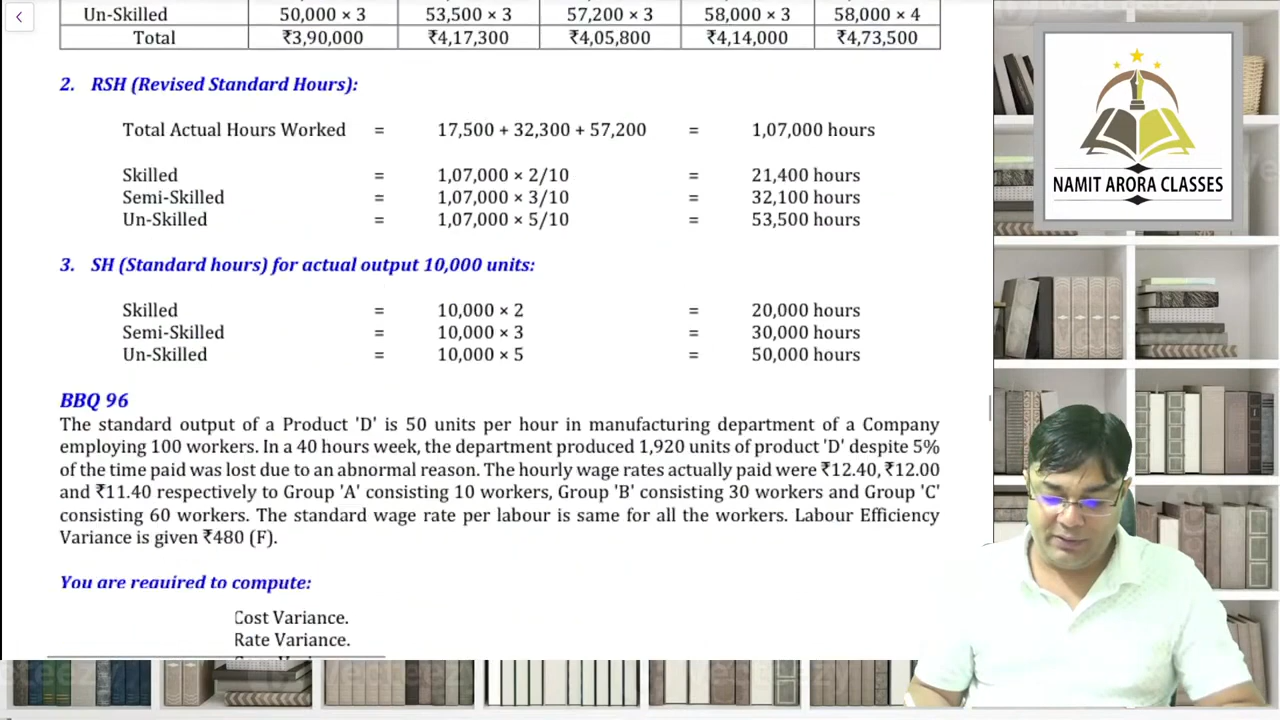 Un-Skilled 50,000 × 3 53,500 × 3 57,200 × 3 58,000 × 3 58,000 × 4
Total ₹3,90,000 ₹4,17,300 ₹4,05,800 ₹4,14,000 ₹4,73,500
2. RSH (Revised Standard Hours):
Total Actual Hours Worked = 17,500 + 32,300 + 57,200 = 1,07,000 hours
Skilled = 1,07,000 × 2/10 = 21,400 hours
Semi-Skilled = 1,07,000 × 3/10 = 32,100 hours
Un-Skilled = 1,07,000 × 5/10 = 53,500 hours
3. SH (Standard hours) for actual output 10,000 units:
Skilled = 10,000 × 2 = 20,000 hours
Semi-Skilled = 10,000 × 3 = 30,000 hours
Un-Skilled = 10,000 × 5 = 50,000 hours
BBQ 96
The standard output of a Product 'D' is 50 units per hour in manufacturing department of a Company
employing 100 workers. In a 40 hours week, the department produced 1,920 units of product 'D' despite 5%
of the time paid was lost due to an abnormal reason. The hourly wage rates actually paid were ₹12.40, ₹12.00
and ₹11.40 respectively to Group 'A' consisting 10 workers, Group 'B' consisting 30 workers and Group 'C'
consisting 60 workers. The standard wage rate per labour is same for all the workers. Labour Efficiency
Variance is given ₹480 (F).
You are required to compute:
Cost Variance.
Rate Variance.
NAMIT ARORA CLASSES